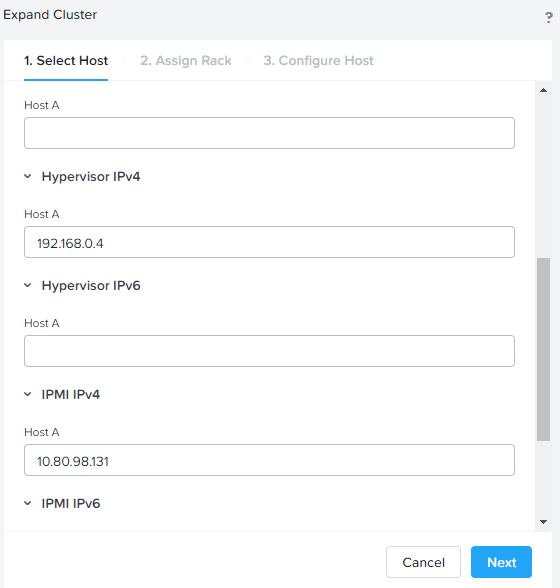 Expand Cluster
?
1. Select Host
2. Assign Rack
3. Configure Host
Host A
Hypervisor IPv4
Host A
192.168.0.4
Hypervisor IPv6
Host A
IPMI IPv4
Host A
10.80.98.131
IPMI IPv6
Cancel
Next